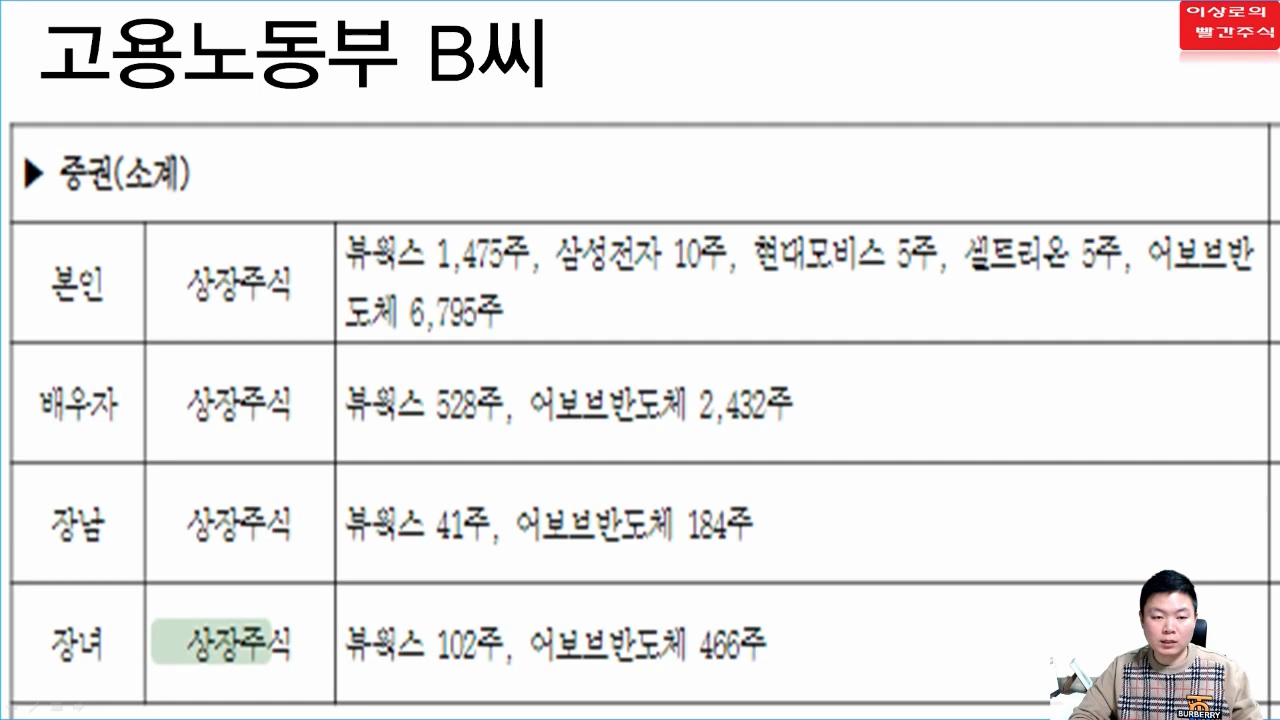 고용노동부 B씨
이상로의
빨간주식
▶ 증권(소계)
본인 상장주식 뷰웍스 1,475주, 삼성전자 10주, 현대모비스 5주, 셀트리온 5주, 어보브반
도체 6,795주
배우자 상장주식 뷰웍스 528주, 어보브반도체 2,432주
장남 상장주식 뷰웍스 41주, 어보브반도체 184주
장녀 상장주식 뷰웍스 102주, 어보브반도체 466주
BURBERRY